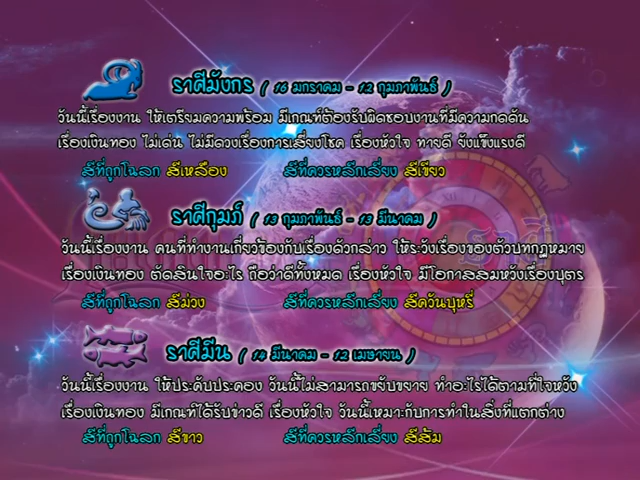 ราศีมังกร ( 16 มกราคม - 12 กุมภาพันธ์ )
วันนี้เรื่องงาน ให้เตรียมความพร้อม มีเกณฑ์ต้องรับผิดชอบงานที่มีความกดดัน
เรื่องเงินทอง ไม่เด่น ไม่มีดวงเรื่องการเสี่ยงโชค เรื่องหัวใจ ทายดี ยังแข็งแรงดี
สีที่ถูกโฉลก สีเหลือง สีที่ควรหลีกเลี่ยง สีเขียว
ราศีกุมภ์ ( 13 กุมภาพันธ์ - 13 มีนาคม )
วันนี้เรื่องงาน คนที่ทำงานเกี่ยวข้องกับเรื่องดังกล่าว ให้ระวังเรื่องของตัวบทกฎหมาย
เรื่องเงินทอง ตัดสินใจอะไร ถือว่าดีทั้งหมด เรื่องหัวใจ มีโอกาสสมหวังเรื่องบุตร
สีที่ถูกโฉลก สีม่วง สีที่ควรหลีกเลี่ยง สีควันบุหรี่
ราศีมีน ( 14 มีนาคม - 12 เมษายน )
วันนี้เรื่องงาน ให้ประคับประคอง วันนี้ไม่สามารถขยับขยาย ทำอะไรได้ตามที่ใจหวัง
เรื่องเงินทอง มีเกณฑ์ได้รับข่าวดี เรื่องหัวใจ วันนี้เหมาะกับการทำในสิ่งที่แตกต่าง
สีที่ถูกโฉลก สีขาว สีที่ควรหลีกเลี่ยง สีส้ม